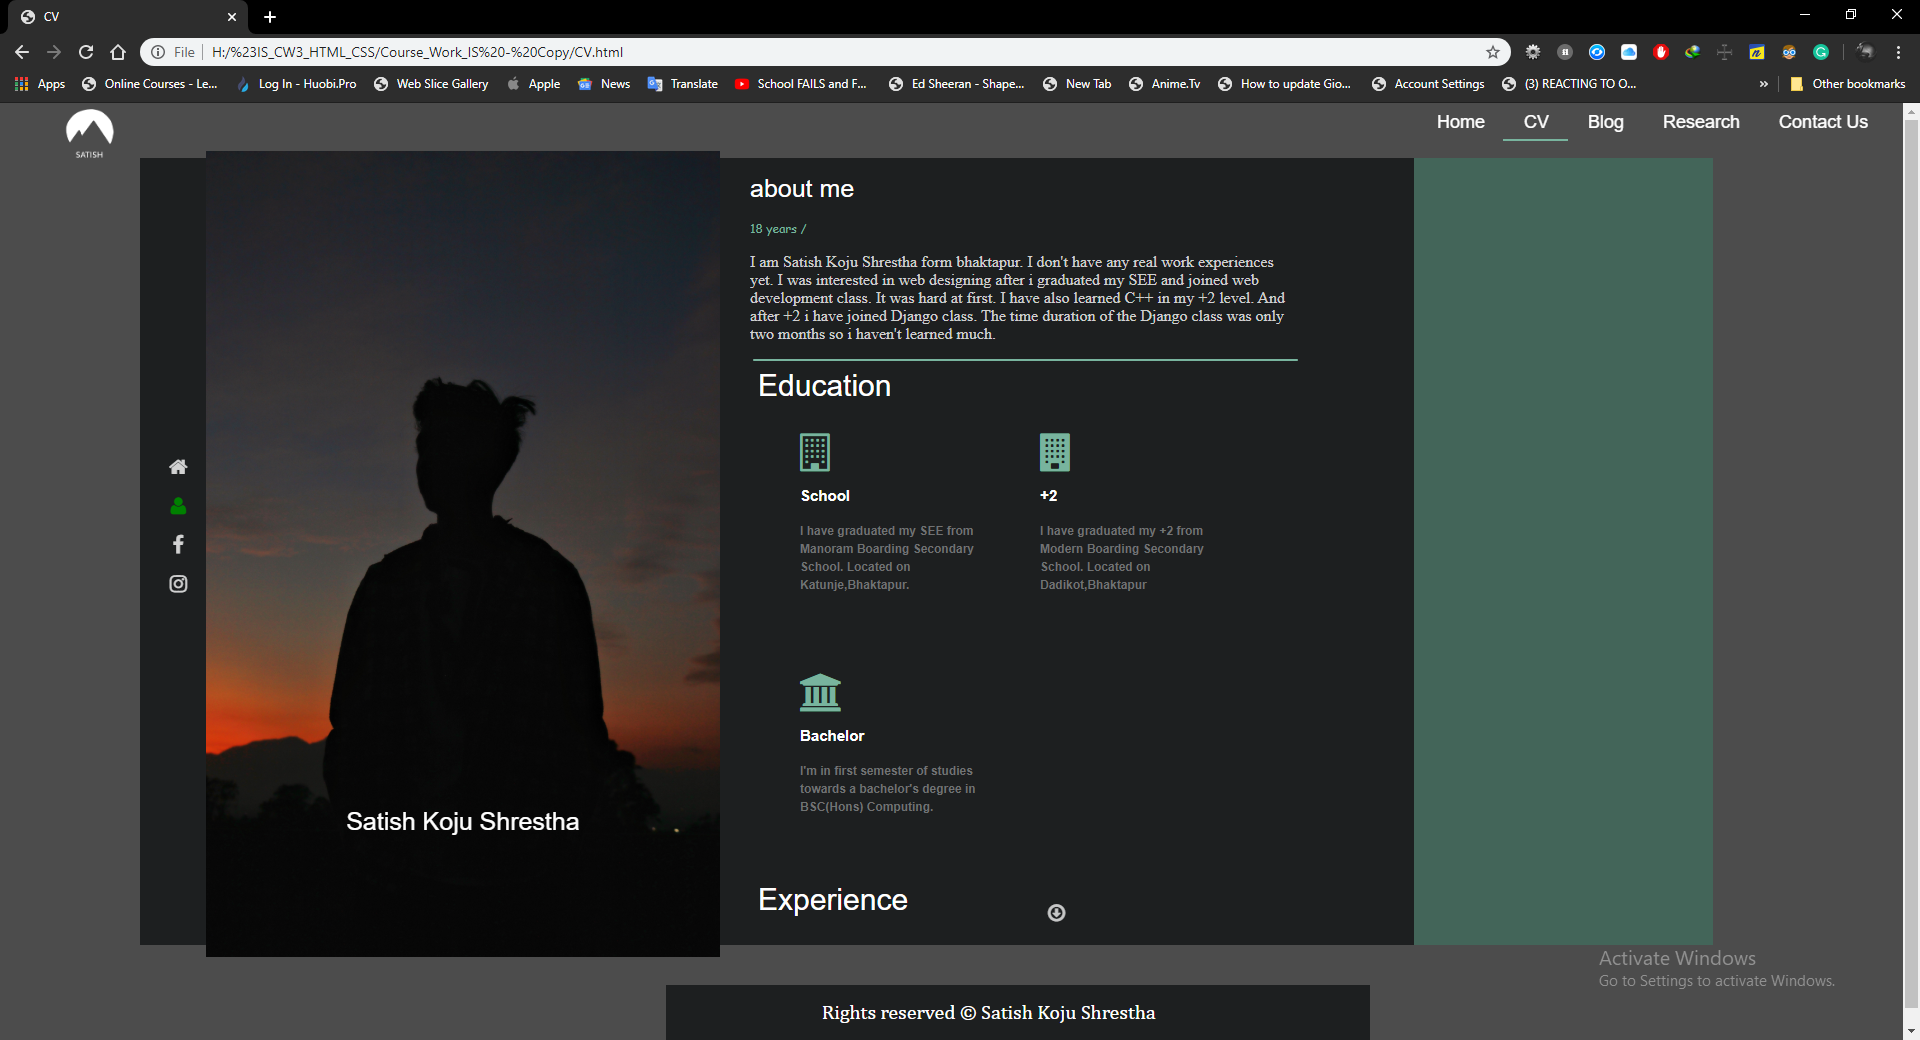 CV
File
H:/%23IS_CW3_HTML_CSS/Course_Work_IS%20-%20Copy/CV.html
Apps
Online Courses - Le...
Log In - Huobi.Pro
Web Slice Gallery
Apple
News
Translate
School FAILS and F...
Ed Sheeran - Shape...
New Tab
Anime.Tv
How to update Gio...
Account Settings
(3) REACTING TO O...
»
Other bookmarks
SATISH
Home
CV
Blog
Research
Contact Us
about me
18 years /
I am Satish Koju Shrestha form bhaktapur. I don't have any real work experiences
yet. I was interested in web designing after i graduated my SEE and joined web
development class. It was hard at first. I have also learned C++ in my +2 level. And
after +2 i have joined Django class. The time duration of the Django class was only
two months so i haven't learned much.
Education
School
I have graduated my SEE from
Manoram Boarding Secondary
School. Located on
Katunje,Bhaktapur.
+2
I have graduated my +2 from
Modern Boarding Secondary
School. Located on
Dadikot,Bhaktapur
Bachelor
I'm in first semester of studies
towards a bachelor's degree in
BSC(Hons) Computing.
Satish Koju Shrestha
Experience
Activate Windows
Go to Settings to activate Windows.
Rights reserved © Satish Koju Shrestha